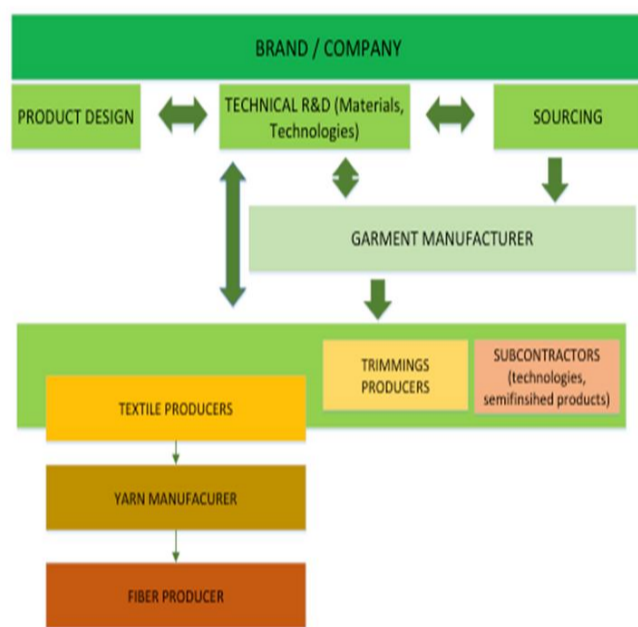 BRAND / COMPANY
PRODUCT DESIGN
TECHNICAL R&D (Materials,
Technologies)
SOURCING
GARMENT MANUFACTURER
TRIMMINGS
PRODUCERS
SUBCONTRACTORS
(technologies,
semifinsihed products)
TEXTILE PRODUCERS
YARN MANUFACURER
FIBER PRODUCER